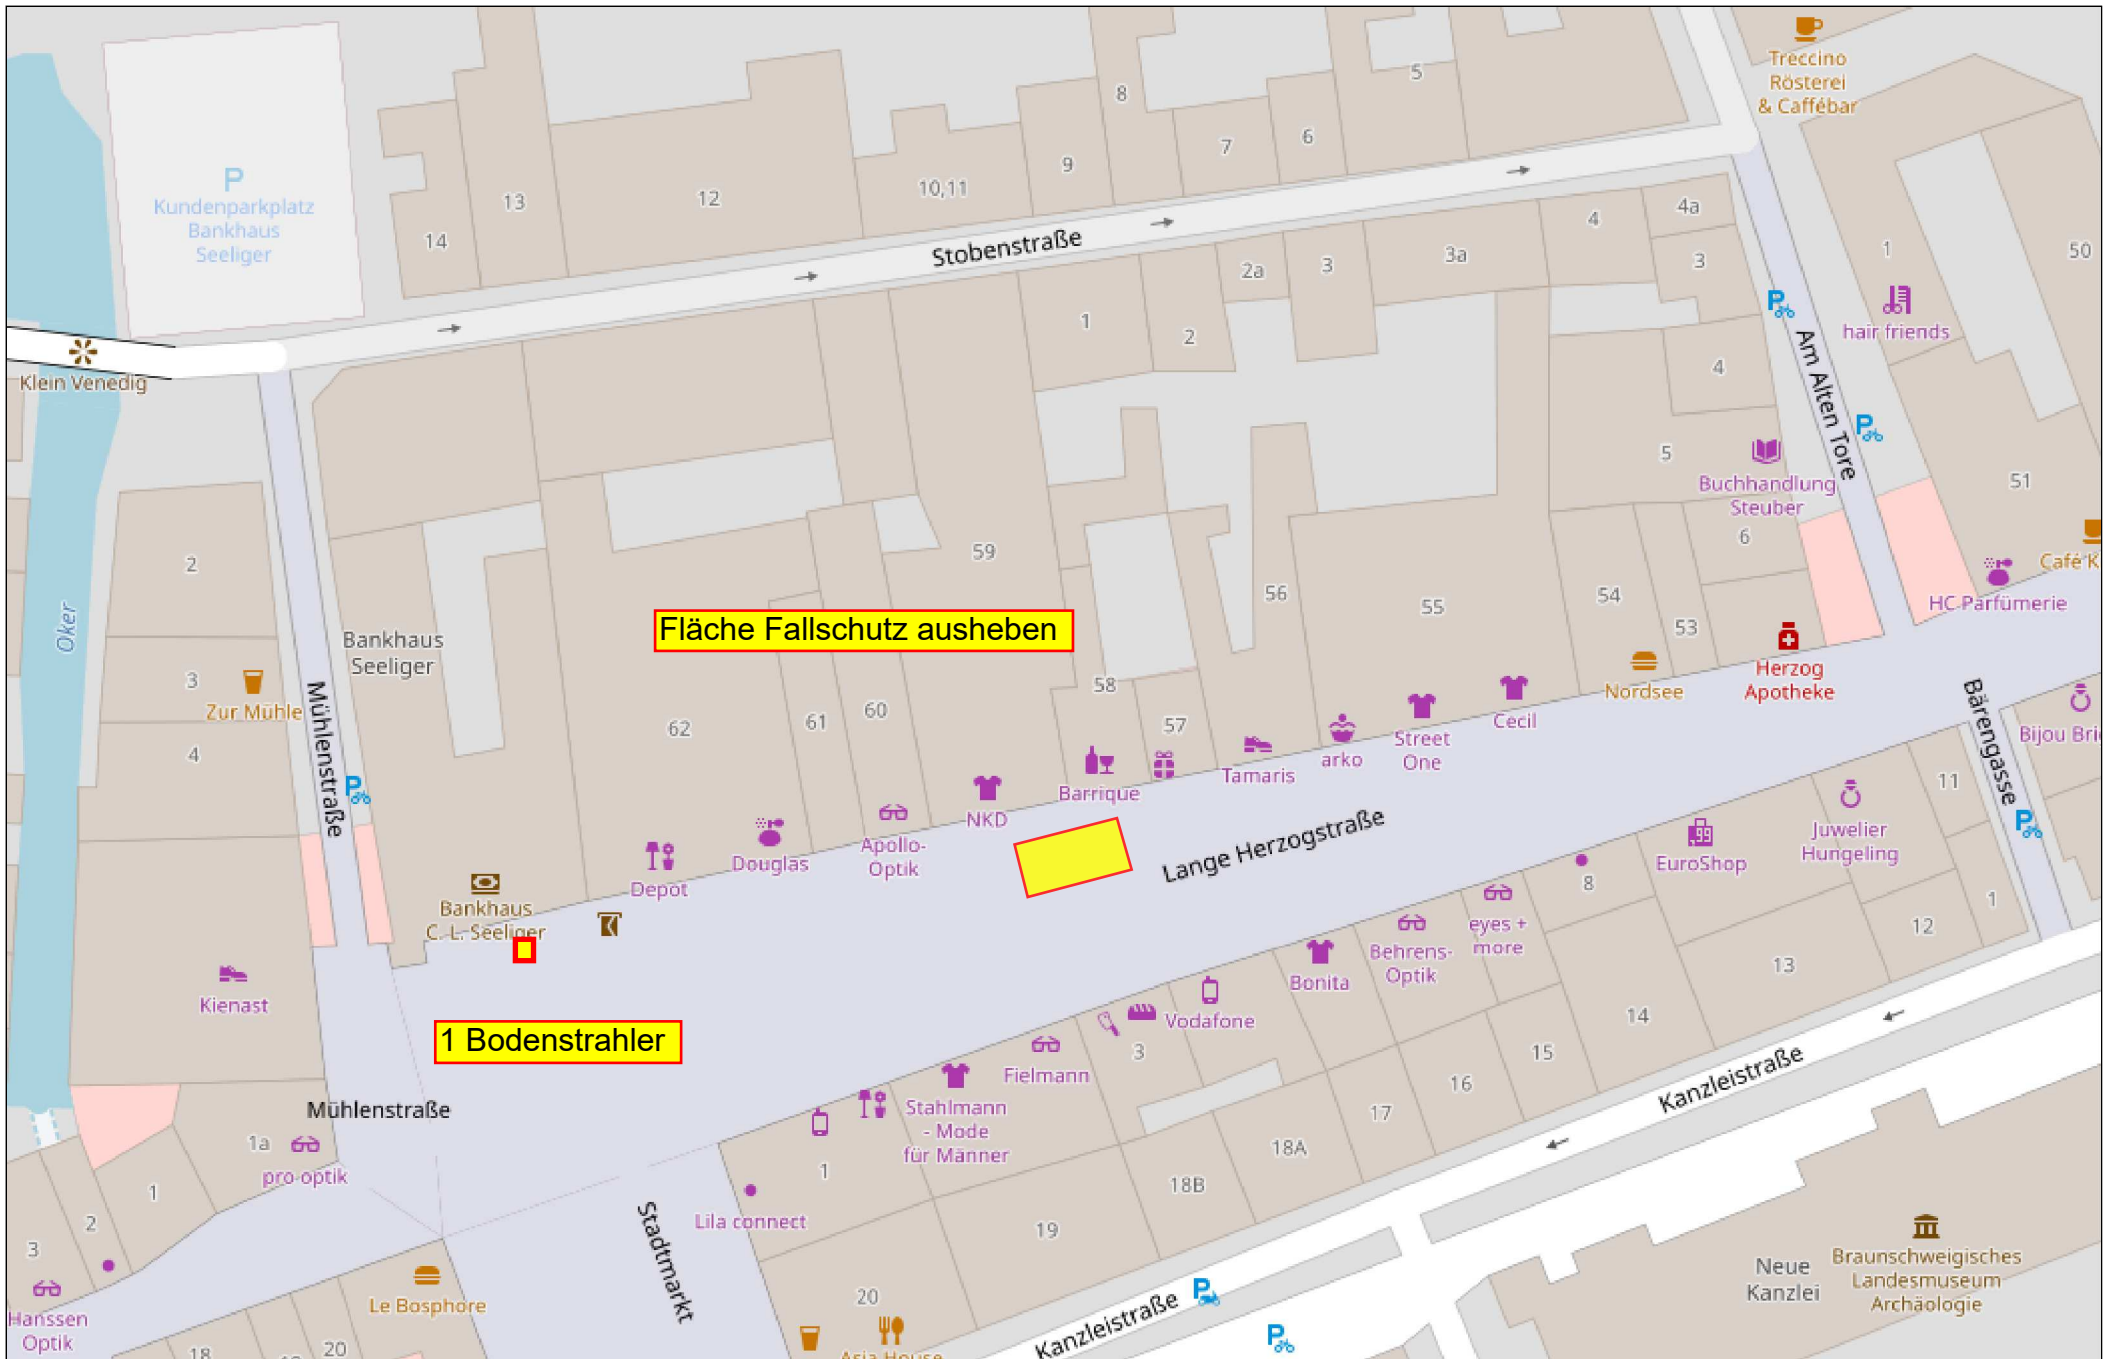 Treccino
Rösterei
& Caffébar
5
8
7
6
9
10,11
12
13
14
P
Kundenparkplatz
Bankhaus
Seeliger
Stobenstraße
4a
4
3
3a
3
2a
1
2
1
50
hair friends
Am Alten Tore
Klein Venedig
4
5
Buchhandlung
Steuber
51
6
Café K
HC Parfümerie
2
59
56
55
54
53
Oker
Bankhaus
Seeliger
Fläche Fallschutz ausheben
Herzog
Apotheke
Nordsee
3
Zur Mühle
58
57
60
61
62
4
Mühlenstraße
Cecil
Street
One
arko
Tamaris
Barrique
NKD
Bärengasse
Bijou Bri
11
Juwelier
Hungeling
EuroShop
Lange Herzogstraße
Apollo-
Optik
Douglas
Depot
8
1
12
eyes +
more
Behrens-
Optik
Bonita
Bankhaus
C. L. Seeliger
13
Kienast
14
Vodafone
3
15
1 Bodenstrahler
Fielmann
16
Kanzleistraße
Stahlmann
- Mode
für Männer
17
18A
18B
Mühlenstraße
1a
pro optik
1
1
2
3
Lila connect
19
Stadtmarkt
Neue
Kanzlei
Braunschweigisches
Landesmuseum
Archäologie
Le Bosphore
20
Kanzleistraße
Hanssen
Optik
18
20
Asia House